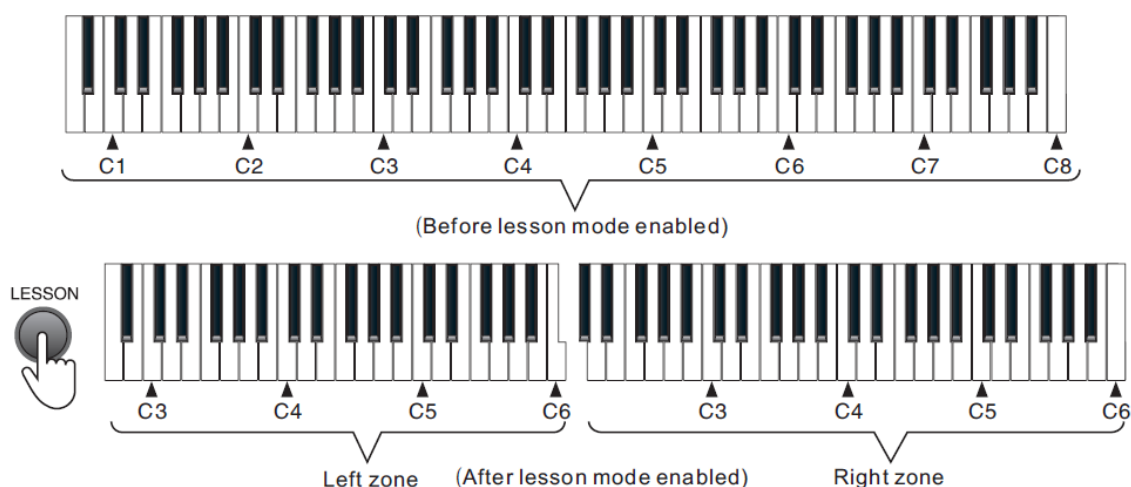 C1 C2 C3 C4 C5 C6 C7 C8
(Before lesson mode enabled)
LESSON
C3 C4 C5 C6 C3 C4 C5 C6
Left zone (After lesson mode enabled) Right zone